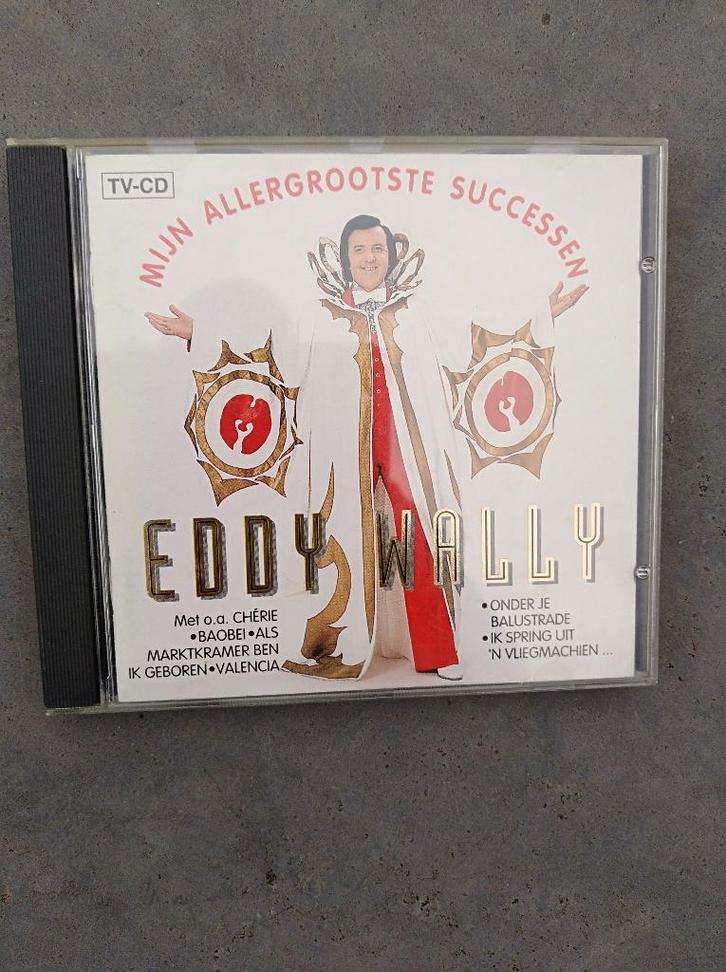 TV-CD
MIJN ALLERGROOTSTE SUCCESSEN
EDDY WALLY
Met o.a. CHÉRIE
•BAOBEI•ALS
MARKTKRAMER BEN
IK GEBOREN•VALENCIA
•ONDER JE
BALUSTRADE
•IK SPRING UIT
'N VLIEGMACHIEN ...